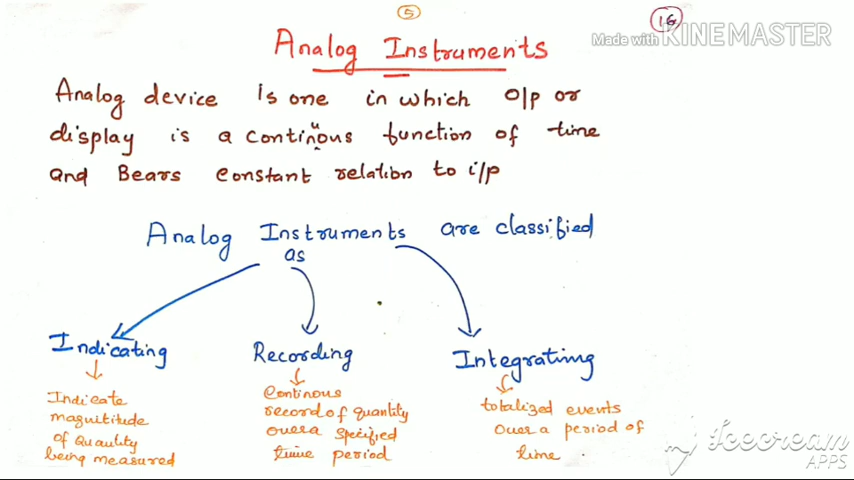 5
16
Made with KINEMASTER
Analog Instruments
Analog device is one in which O/p or
display is a continuous function of time
and Bears constant relation to i/p
Analog Instruments are classified
as
Indicating
Recording
Integrating
Indicate
magnititude
of Quality
being measured
Continous
record of quantity
over a specified
time period
totalized events
over a period of
time
Icecream
APPS